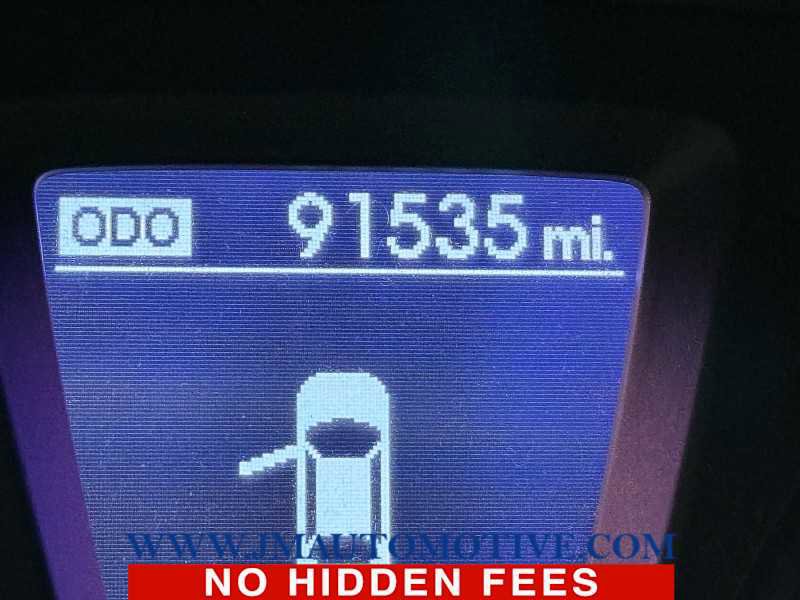 ODO 91535 mi.
WWW.JMAUTOMOTIVE.COM
NO HIDDEN FEES